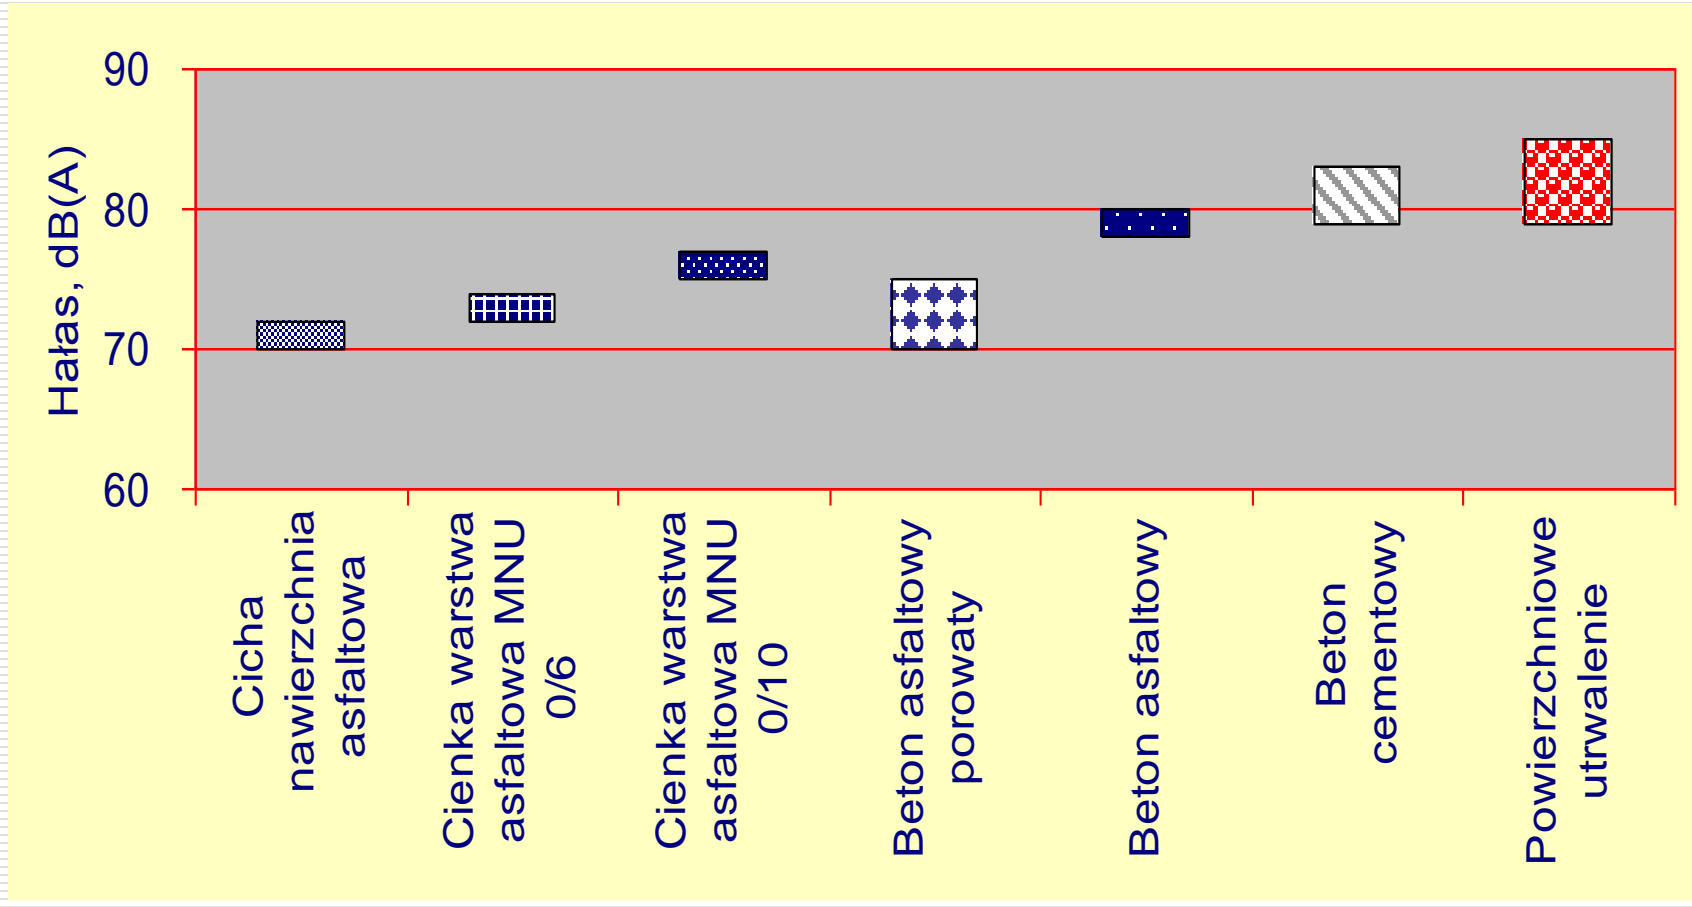 90
80
70
60
Hałas, dB(A)
Cicha
nawierzchnia
asfaltowa
Cienka warstwa
asfaltowa MNU
0/6
Cienka warstwa
asfaltowa MNU
0/10
Beton asfaltowy
porowaty
Beton asfaltowy
Beton
cementowy
Powierzchniowe
utrwalenie